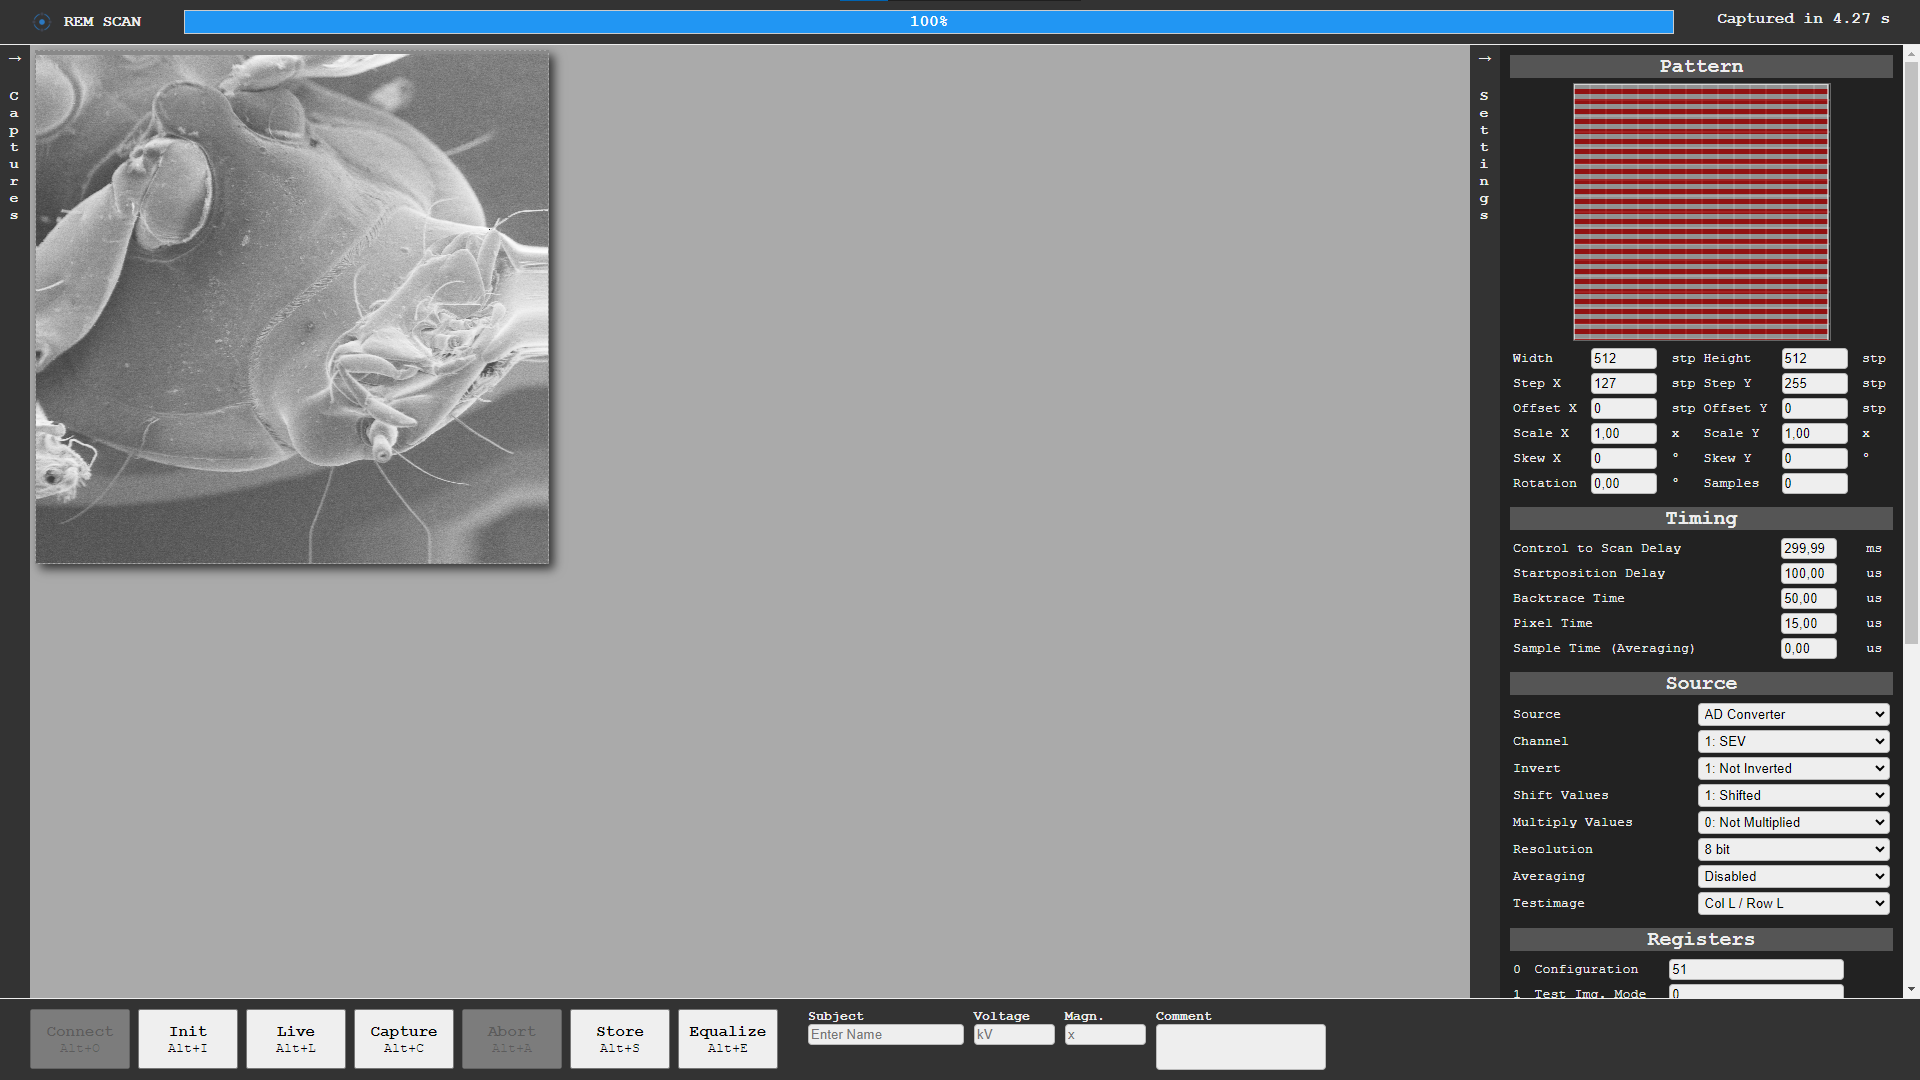 REM SCAN
100%
Captured in 4.27 s
→
Captures
→
Settings
Pattern
Width 512 stp Height 512 stp
Step X 127 stp Step Y 255 stp
Offset X 0 stp Offset Y 0 stp
Scale X 1,00 x Scale Y 1,00 x
Skew X 0 ° Skew Y 0 °
Rotation 0,00 ° Samples 0
Timing
Control to Scan Delay 299,99 ms
Startposition Delay 100,00 us
Backtrace Time 50,00 us
Pixel Time 15,00 us
Sample Time (Averaging) 0,00 us
Source
Source AD Converter
Channel 1: SEV
Invert 1: Not Inverted
Shift Values 1: Shifted
Multiply Values 0: Not Multiplied
Resolution 8 bit
Averaging Disabled
Testimage Col L / Row L
Registers
0 Configuration 51
1 Test Img. Mode 0
Connect
Alt+O
Init
Alt+I
Live
Alt+L
Capture
Alt+C
Abort
Alt+A
Store
Alt+S
Equalize
Alt+E
Subject Voltage Magn. Comment
Enter Name kV x